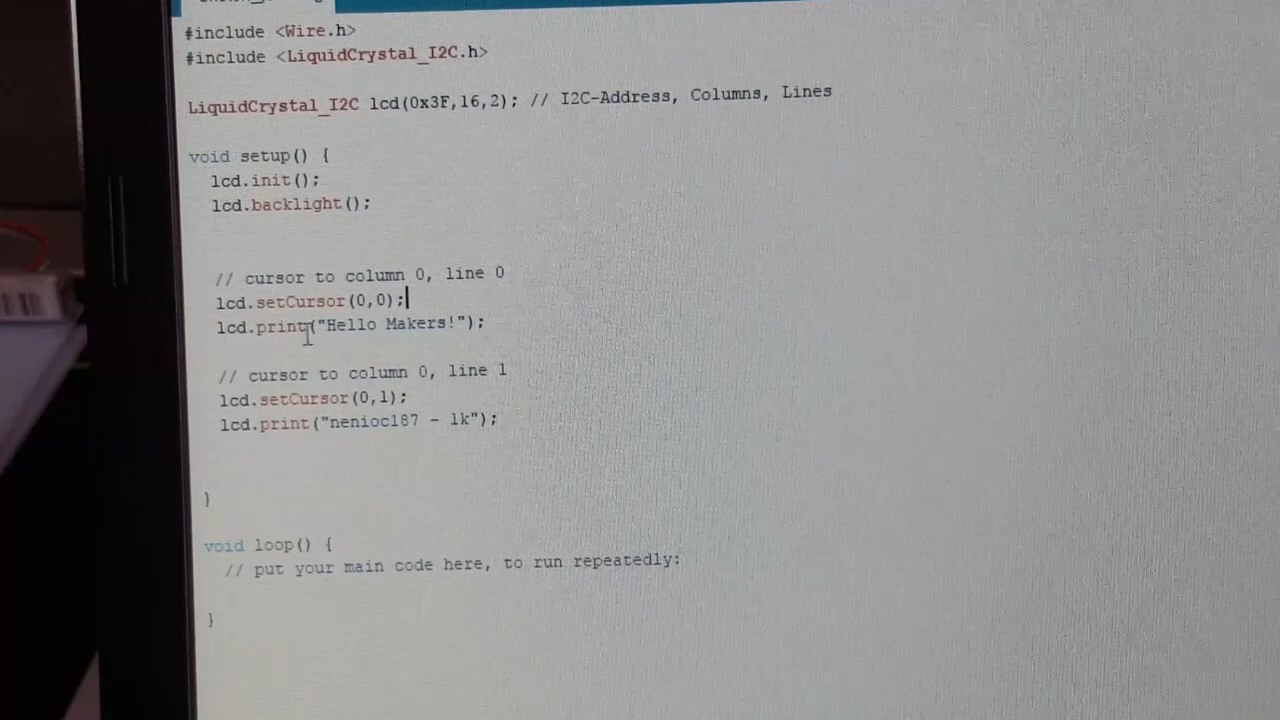 #include <Wire.h>
#include <LiquidCrystal_I2C.h>
LiquidCrystal_I2C lcd(0x3F,16,2); // I2C-Address, Columns, Lines
void setup() {
lcd.init();
lcd.backlight();
// cursor to column 0, line 0
lcd.setCursor(0,0);
lcd.print("Hello Makers!");
// cursor to column 0, line 1
lcd.setCursor(0,1);
lcd.print("nenioc187 - 1k");
}
void loop() {
// put your main code here, to run repeatedly:
}